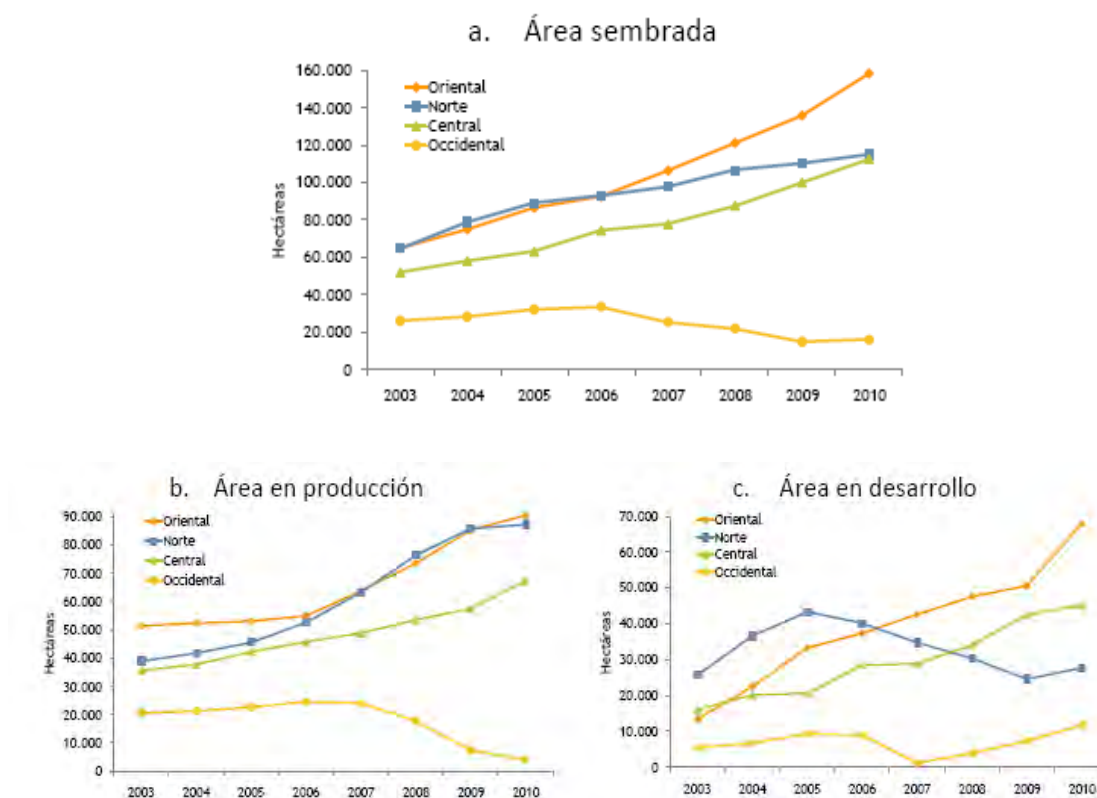 a. Área sembrada
160.000
140.000
120.000
100.000
80.000
60.000
40.000
20.000
0
Hectáreas
Oriental
Norte
Central
Occidental
2003 2004 2005 2006 2007 2008 2009 2010
b. Área en producción
90.000
80.000
70.000
60.000
50.000
40.000
30.000
20.000
10.000
0
Hectáreas
Oriental
Norte
Central
Occidental
2003 2004 2005 2006 2007 2008 2009 2010
c. Área en desarrollo
70.000
60.000
50.000
40.000
30.000
20.000
10.000
0
Hectáreas
Oriental
Norte
Central
Occidental
2003 2004 2005 2006 2007 2008 2009 2010